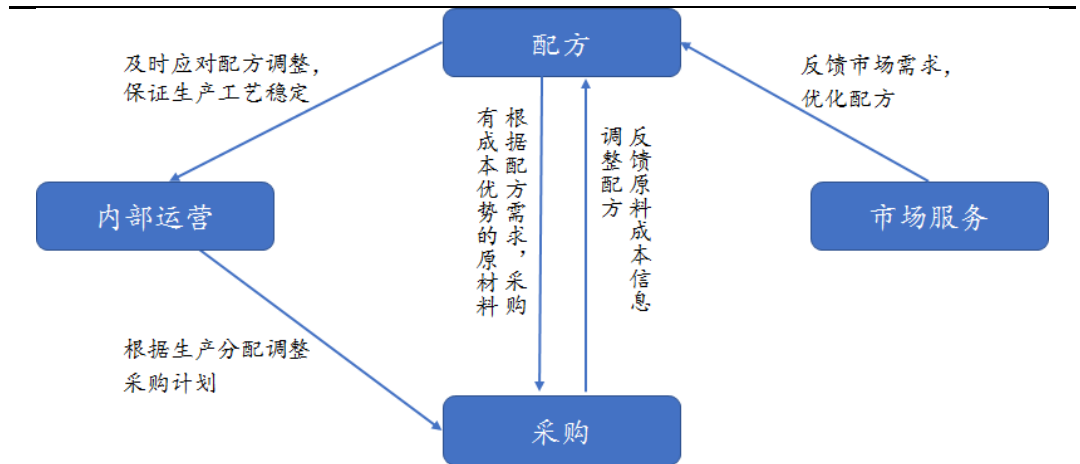 配方
及时应对配方调整，
保证生产工艺稳定
反馈市场需求，
优化配方
根据配方需求，采购
有成本优势的原材料
反馈原料成本信息
调整配方
内部运营
市场服务
根据生产分配调整
采购计划
采购